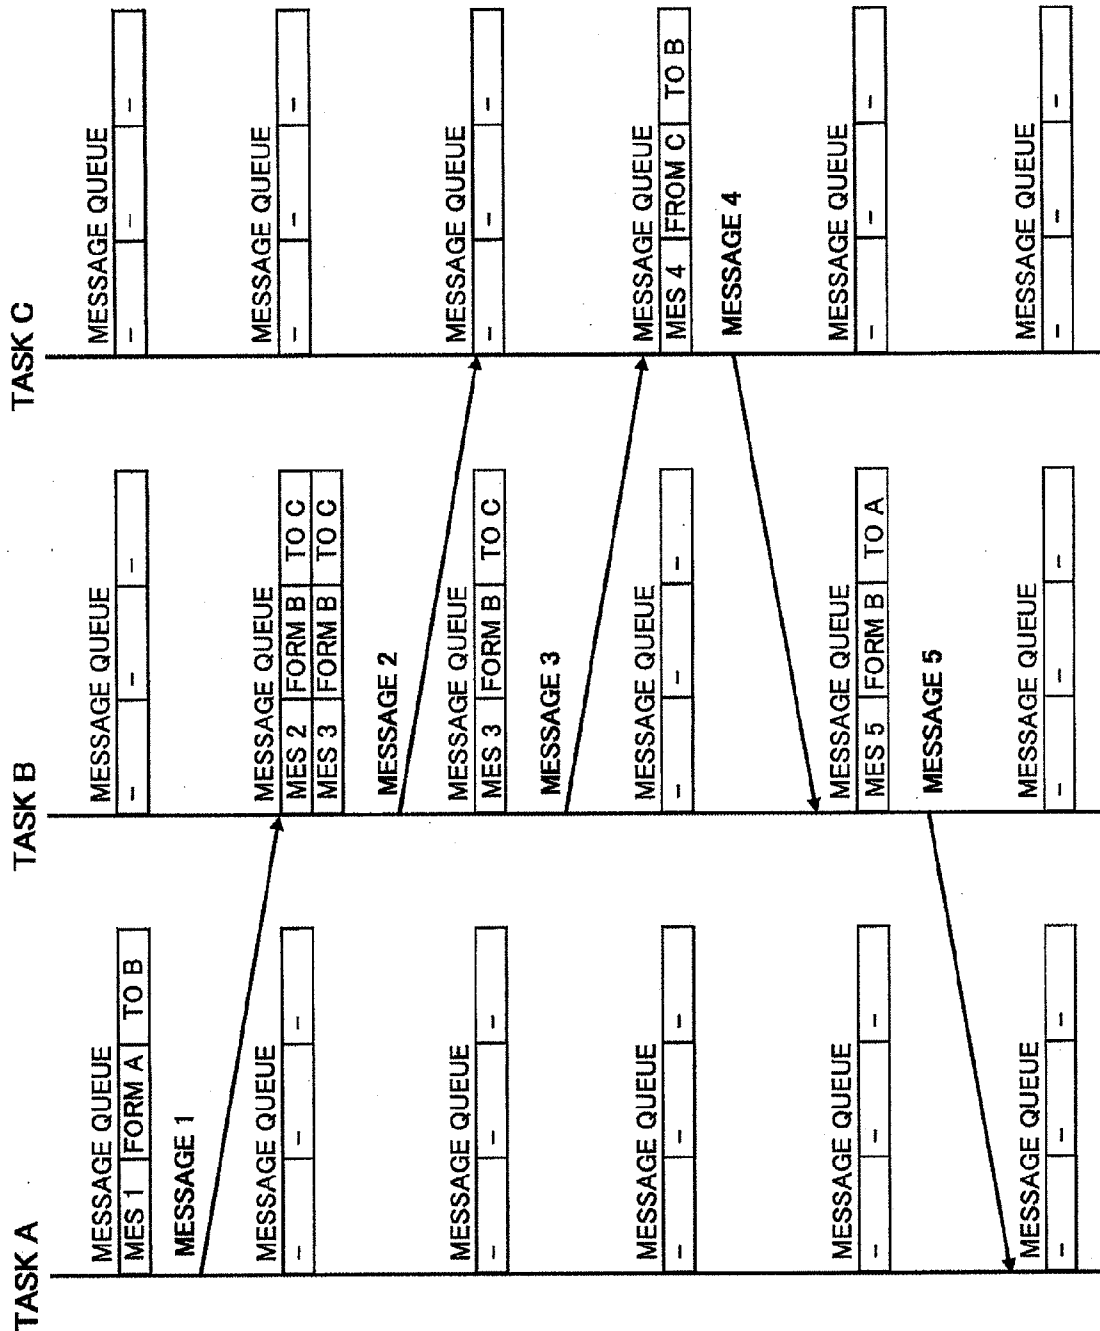 TASK A TASK B TASK C
MESSAGE QUEUE MESSAGE QUEUE MESSAGE QUEUE
MES 1 FORM A TO B - - - - - -
MESSAGE 1
MESSAGE QUEUE MESSAGE QUEUE MESSAGE QUEUE
- - - MES 2 FORM B TO C - - -
MES 3 FORM B TO C
MESSAGE 2
MESSAGE QUEUE MESSAGE QUEUE MESSAGE QUEUE
- - - MES 3 FORM B TO C - - -
MESSAGE 3
MESSAGE QUEUE MESSAGE QUEUE MESSAGE QUEUE
- - - - - - MES 4 FROM C TO B
MESSAGE 4
MESSAGE QUEUE MESSAGE QUEUE MESSAGE QUEUE
- - - MES 5 FORM B TO A - - -
MESSAGE 5
MESSAGE QUEUE MESSAGE QUEUE MESSAGE QUEUE
- - - - - - - - -